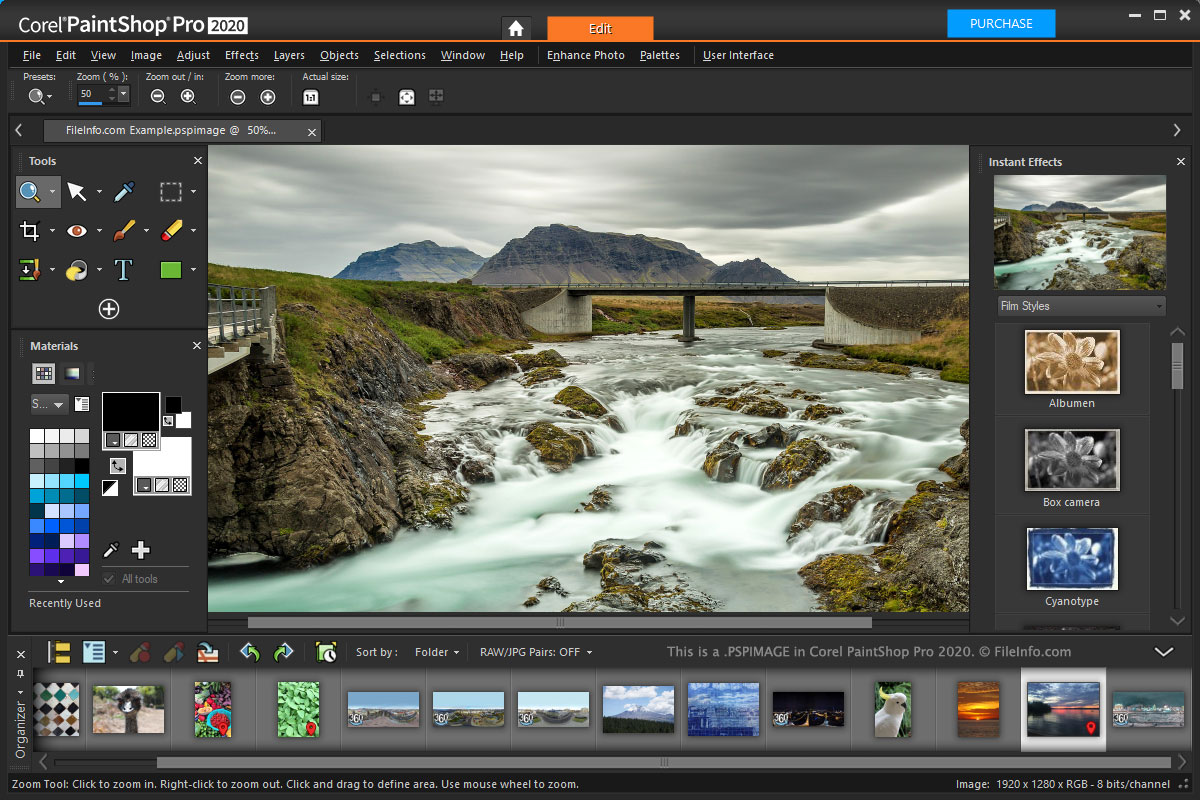 Corel® PaintShop® Pro 2020
Edit
PURCHASE
File Edit View Image Adjust Effects Layers Objects Selections Window Help Enhance Photo Palettes User Interface
Presets: Zoom ( % ): Zoom out / in: Zoom more: Actual size:
50
1:1
FileInfo.com Example.pspimage @ 50%...
Tools
Instant Effects
T
Film Styles
Materials
S...
Albumen
Box camera
All tools
Cyanotype
Recently Used
Organizer
Sort by : Folder RAW/JPG Pairs: OFF This is a .PSPIMAGE in Corel PaintShop Pro 2020. © FileInfo.com
360° 360° 360° 360° 360°
Zoom Tool: Click to zoom in. Right-click to zoom out. Click and drag to define area. Use mouse wheel to zoom.
Image: 1920 x 1280 x RGB - 8 bits/channel